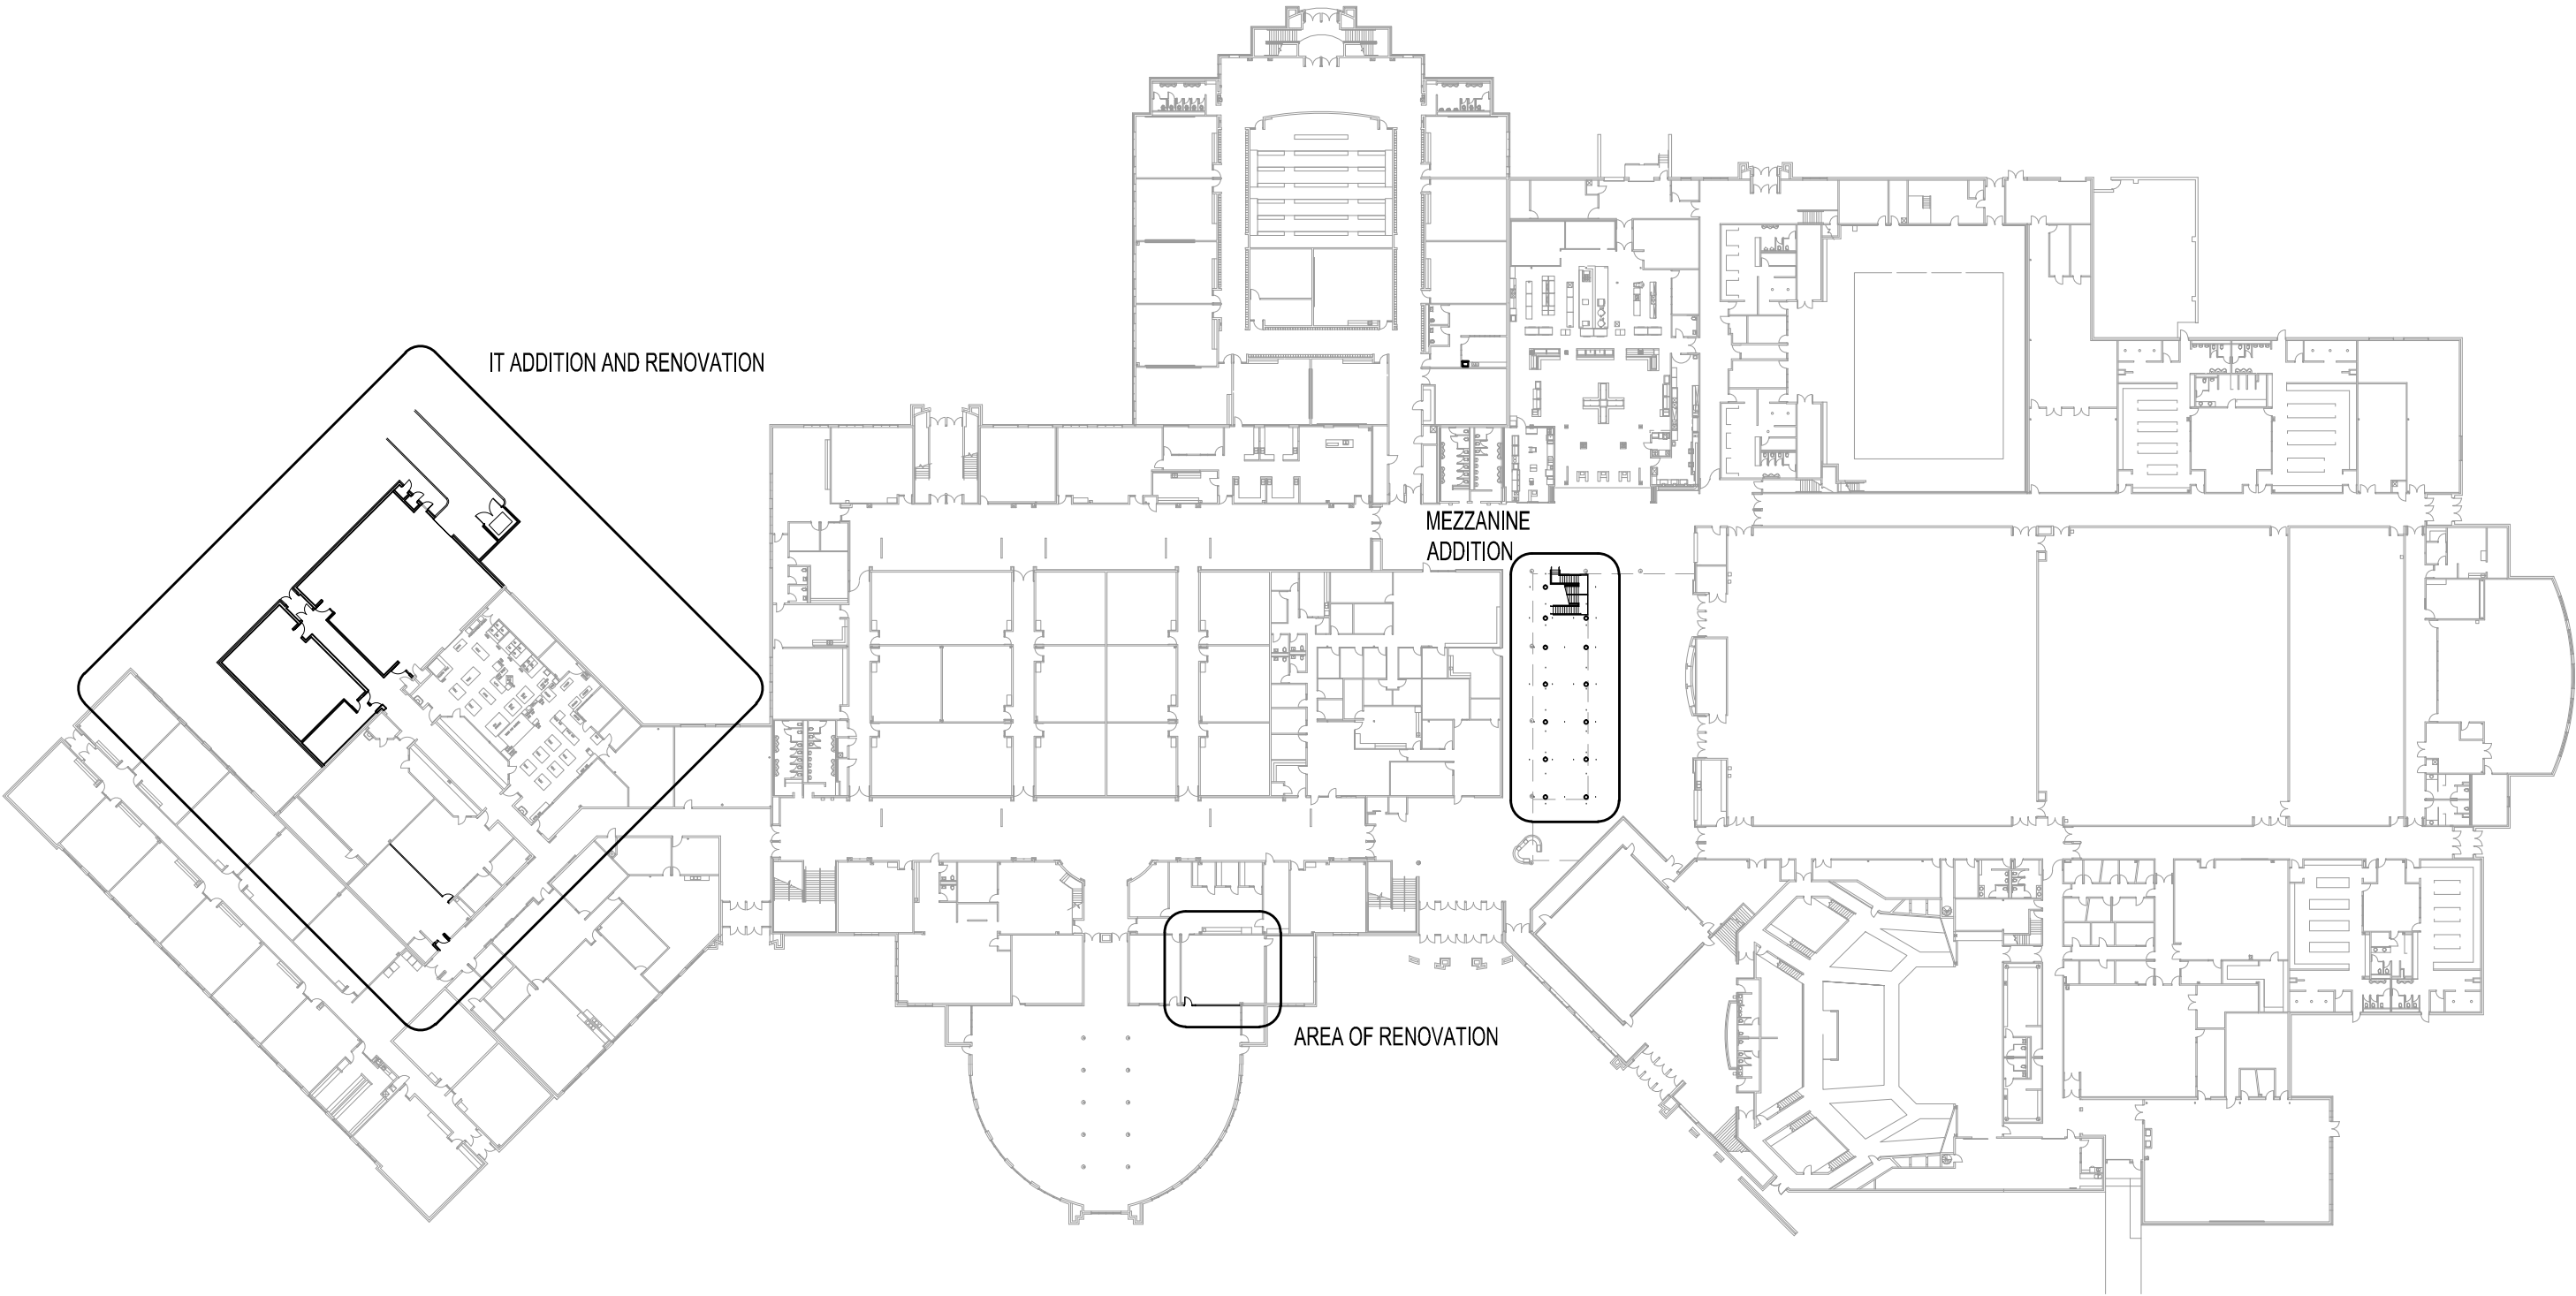 IT ADDITION AND RENOVATION
MEZZANINE
ADDITION
AREA OF RENOVATION